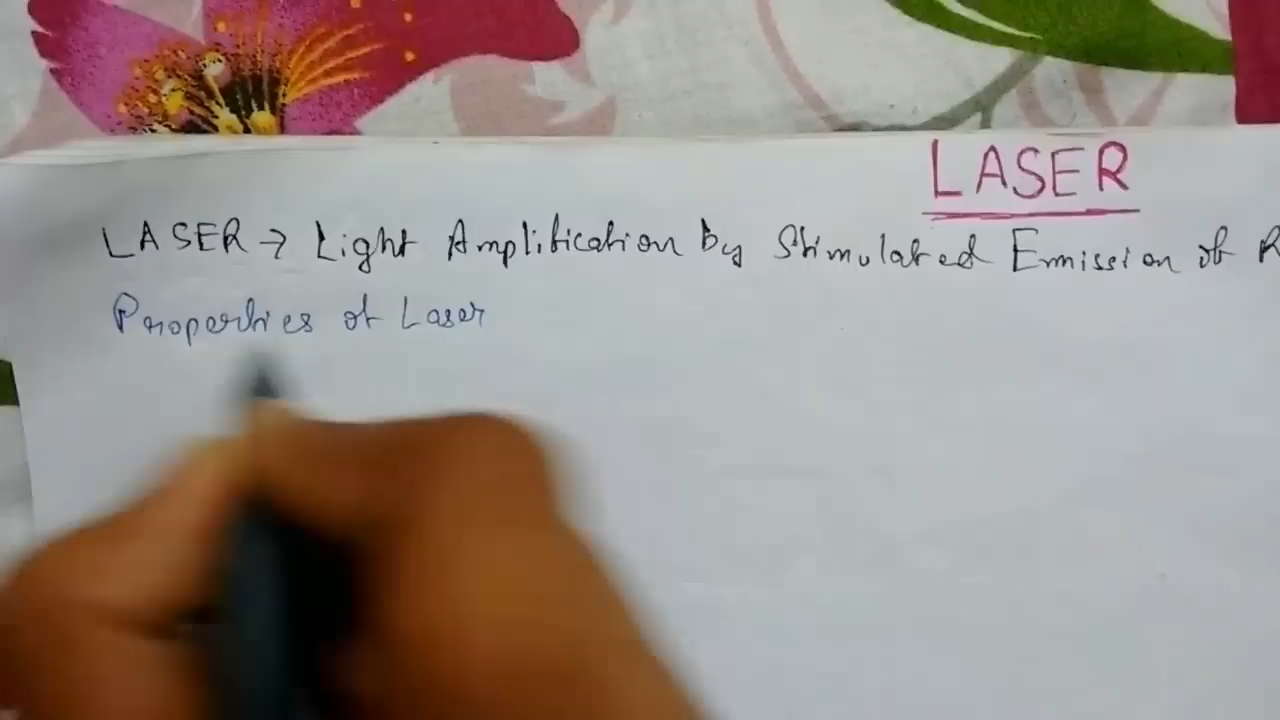 LASER
LASER → Light Amplification by Stimulated Emission of R
Properties of Laser